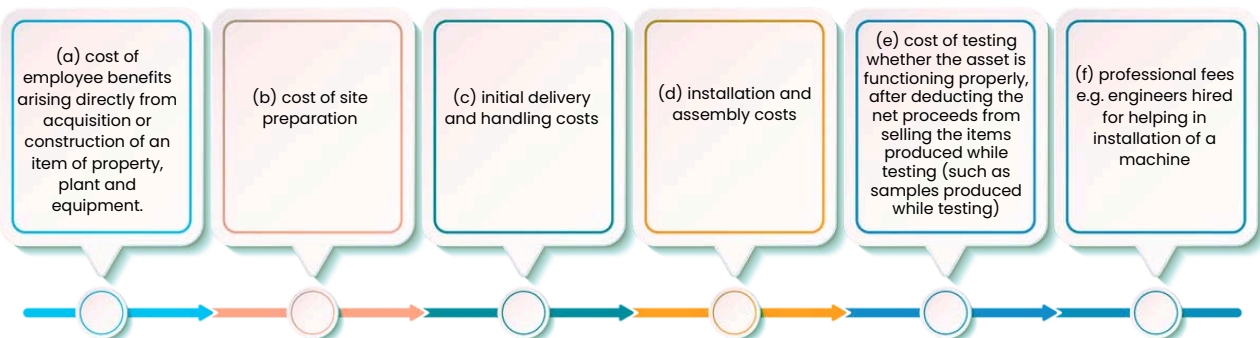 (a) cost of
employee benefits
arising directly from
acquisition or
construction of an
item of property,
plant and
equipment.
(b) cost of site
preparation
(c) initial delivery
and handling costs
(d) installation and
assembly costs
(e) cost of testing
whether the asset is
functioning properly,
after deducting the
net proceeds from
selling the items
produced while
testing (such as
samples produced
while testing)
(f) professional fees
e.g. engineers hired
for helping in
installation of a
machine